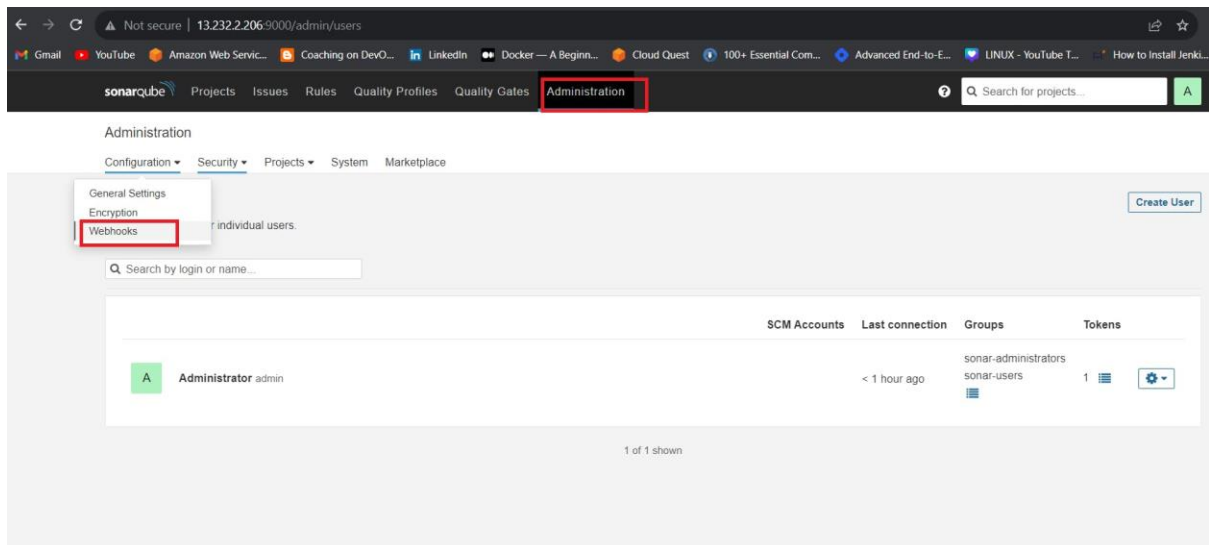 Not secure | 13.232.2.206:9000/admin/users
Gmail YouTube Amazon Web Servic... Coaching on DevO... LinkedIn Docker — A Beginn... Cloud Quest 100+ Essential Com... Advanced End-to-E... LINUX - YouTube T... How to Install Jenki...
sonarqube Projects Issues Rules Quality Profiles Quality Gates Administration ? Search for projects... A
Administration
Configuration Security Projects System Marketplace
General Settings
Encryption
Webhooks
individual users.
Create User
Search by login or name...
SCM Accounts Last connection Groups Tokens
A Administrator admin < 1 hour ago sonar-administrators
sonar-users 1
1 of 1 shown